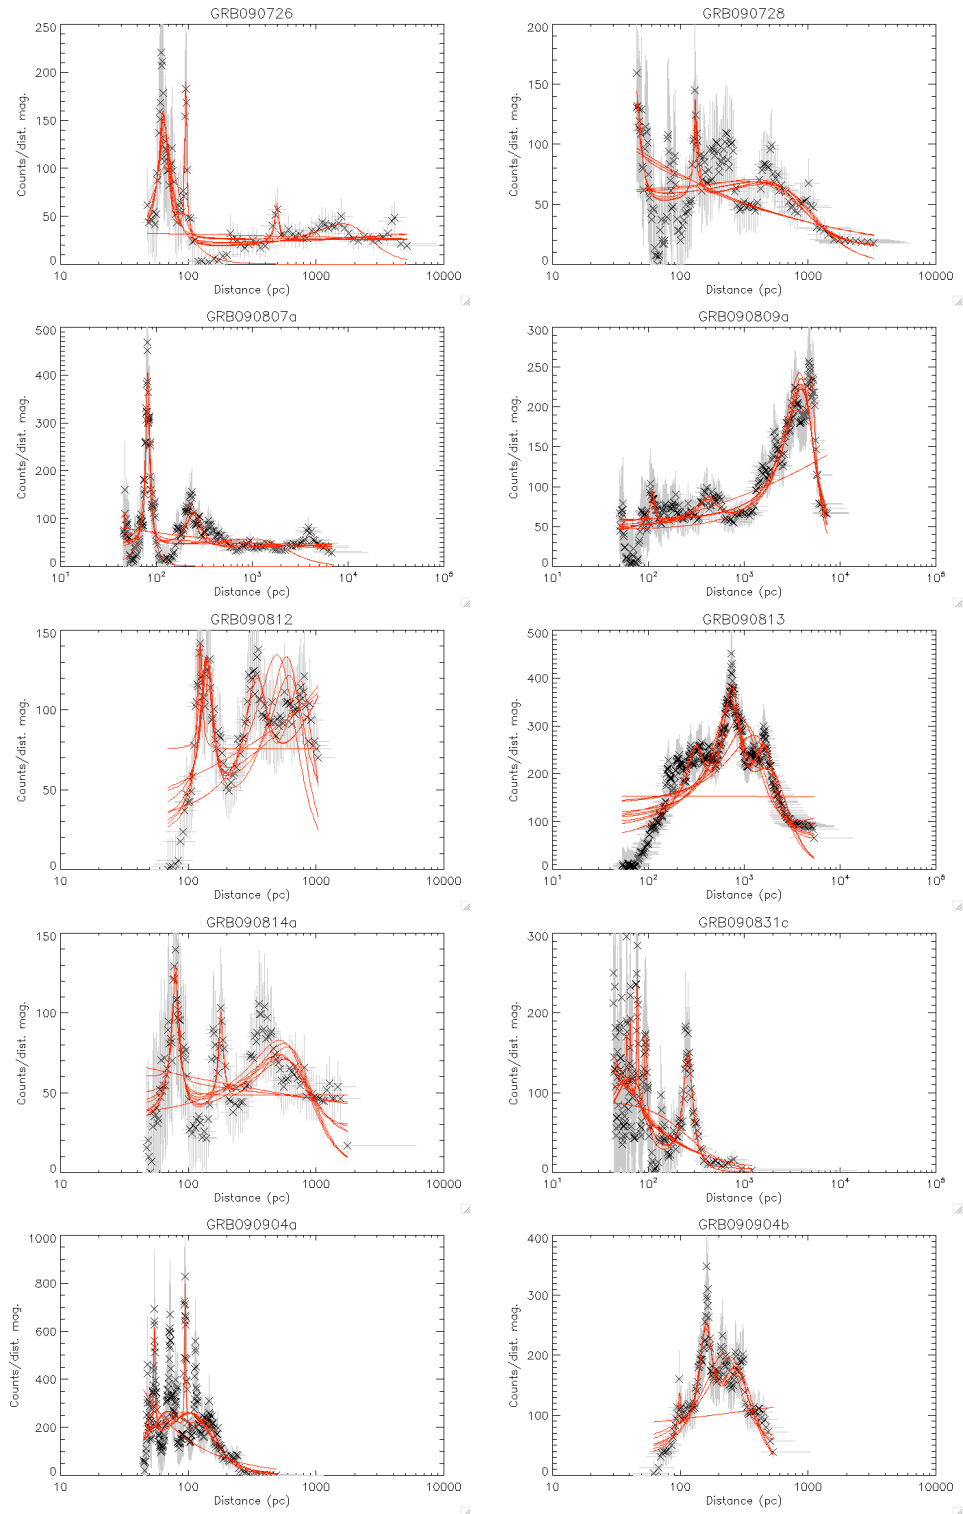 GRB090726
Counts/dist. mag.
250
200
150
100
50
0
10 100 1000 10000
Distance (pc)
GRB090728
Counts/dist. mag.
200
150
100
50
0
10 100 1000 10000
Distance (pc)
GRB090807a
Counts/dist. mag.
500
400
300
200
100
0
10¹ 10² 10³ 10⁴ 10⁵
Distance (pc)
GRB090809a
Counts/dist. mag.
300
250
200
150
100
50
0
10¹ 10² 10³ 10⁴ 10⁵
Distance (pc)
GRB090812
Counts/dist. mag.
150
100
50
0
10 100 1000 10000
Distance (pc)
GRB090813
Counts/dist. mag.
500
400
300
200
100
0
10¹ 10² 10³ 10⁴ 10⁵
Distance (pc)
GRB090814a
Counts/dist. mag.
150
100
50
0
10 100 1000 10000
Distance (pc)
GRB090831c
Counts/dist. mag.
300
250
200
150
100
50
0
10¹ 10² 10³ 10⁴ 10⁵
Distance (pc)
GRB090904a
Counts/dist. mag.
1000
800
600
400
200
0
10 100 1000 10000
Distance (pc)
GRB090904b
Counts/dist. mag.
400
300
200
100
0
10 100 1000 10000
Distance (pc)